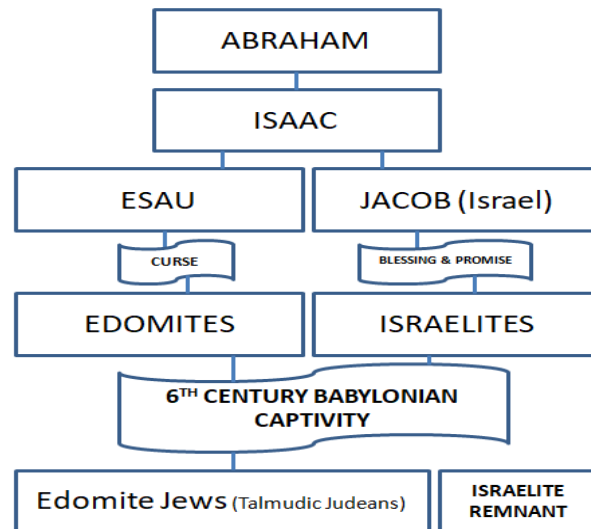 ABRAHAM
ISAAC
ESAU
JACOB (Israel)
CURSE
BLESSING & PROMISE
EDOMITES
ISRAELITES
6TH CENTURY BABYLONIAN
CAPTIVITY
Edomite Jews (Talmudic Judeans)
ISRAELITE
REMNANT